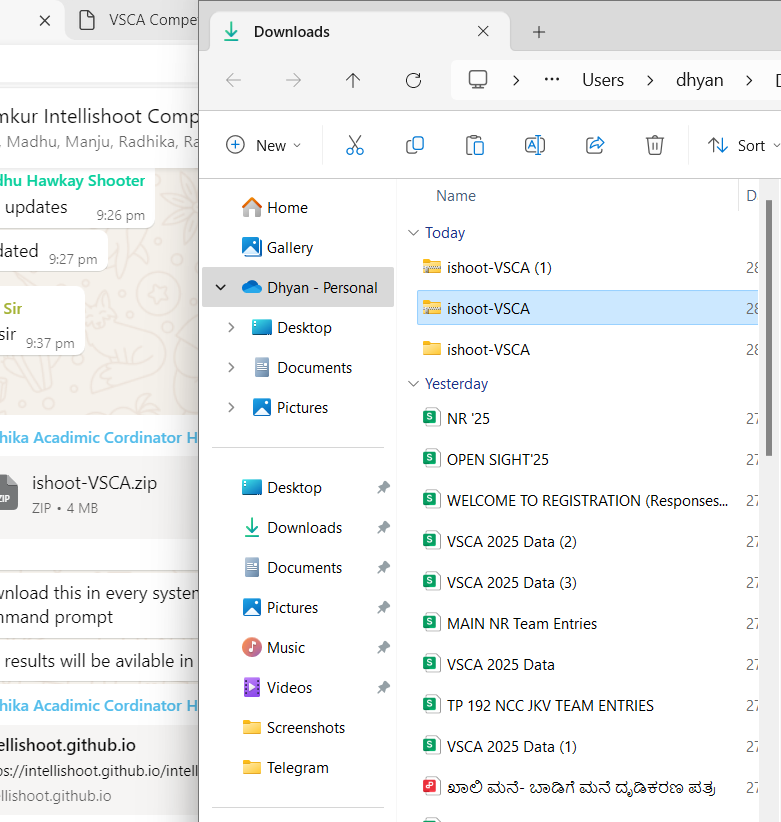 VSCA Compe
Downloads
Users
dhyan
mkur Intellishoot Comp
, Madhu, Manju, Radhika, Ra
dhu Hawkay Shooter
updates
9:26 pm
dated
9:27 pm
Sir
sir
9:37 pm
hika Acadimic Cordinator H
ZIP
ishoot-VSCA.zip
ZIP • 4 MB
wnload this in every system
mmand prompt
results will be avilable in
hika Acadimic Cordinator H
ellishoot.github.io
ps://intellishoot.github.io/intell
ellishoot.github.io
New
Sort
Home
Gallery
Dhyan - Personal
Desktop
Documents
Pictures
Desktop
Downloads
Documents
Pictures
Music
Videos
Screenshots
Telegram
Name
D
Today
ishoot-VSCA (1)
28
ishoot-VSCA
28
ishoot-VSCA
28
Yesterday
NR '25
27
OPEN SIGHT'25
27
WELCOME TO REGISTRATION (Responses...
27
VSCA 2025 Data (2)
27
VSCA 2025 Data (3)
27
MAIN NR Team Entries
27
VSCA 2025 Data
27
TP 192 NCC JKV TEAM ENTRIES
27
VSCA 2025 Data (1)
27
ಖಾಲಿ ಮನೆ- ಬಾಡಿಗೆ ಮನೆ ದೃಡಿಕರಣ ಪತ್ರ
27